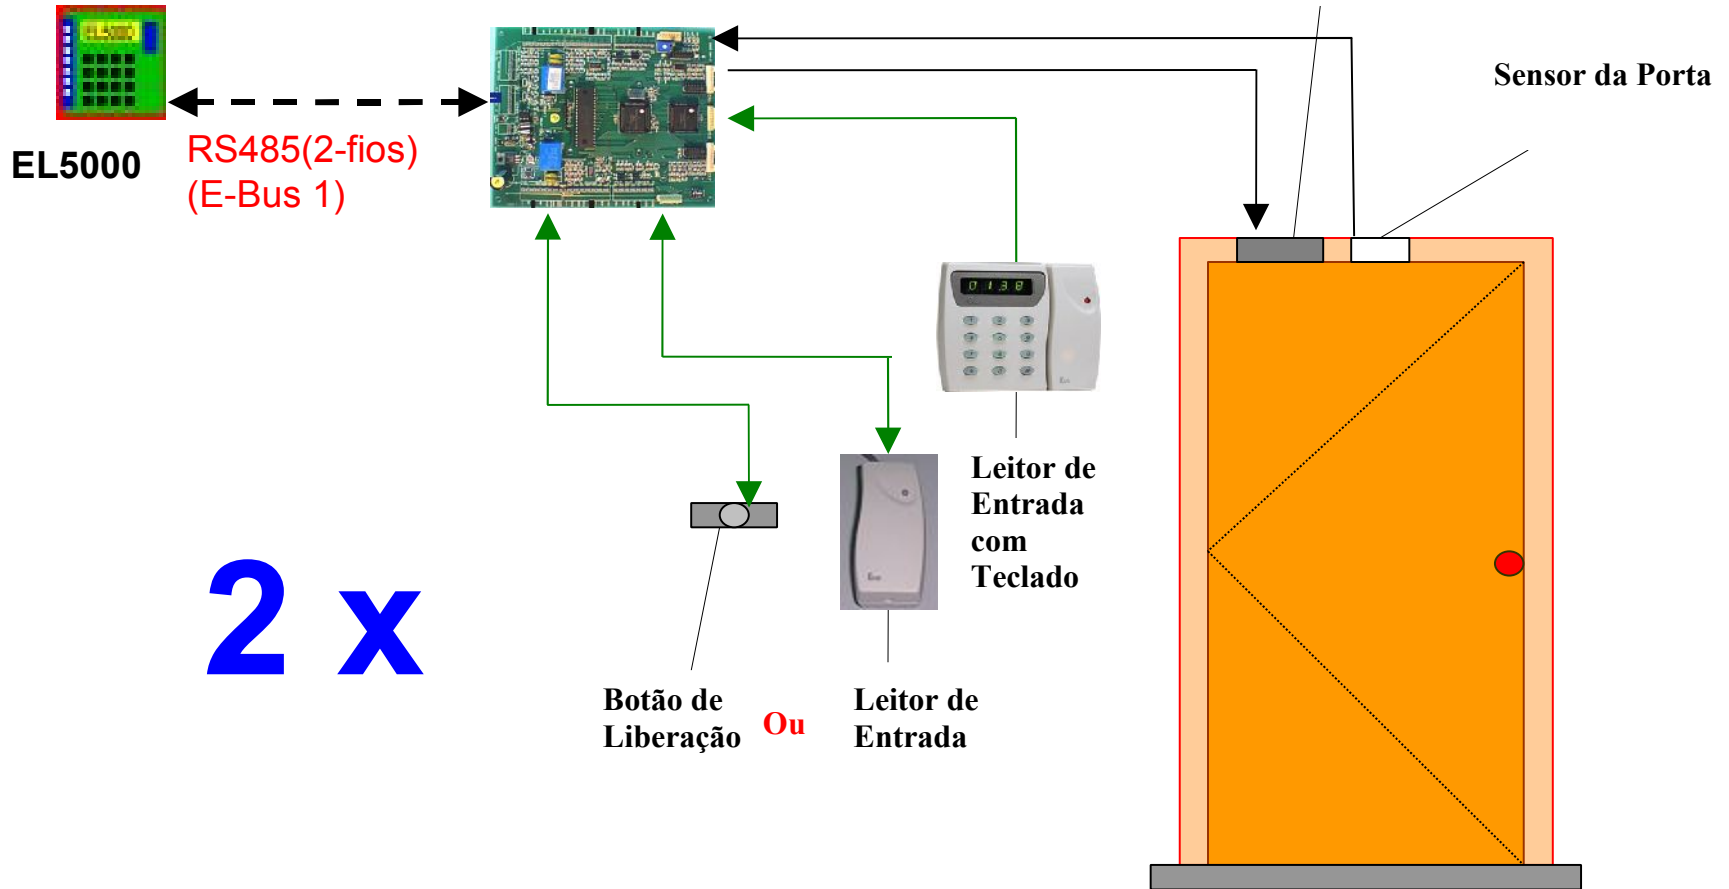 EL5000
Sensor da Porta
EL5000
RS485(2-fios)
(E-Bus 1)
Leitor de
Entrada
com
Teclado
2 x
Botão de
Liberação
Ou
Leitor de
Entrada